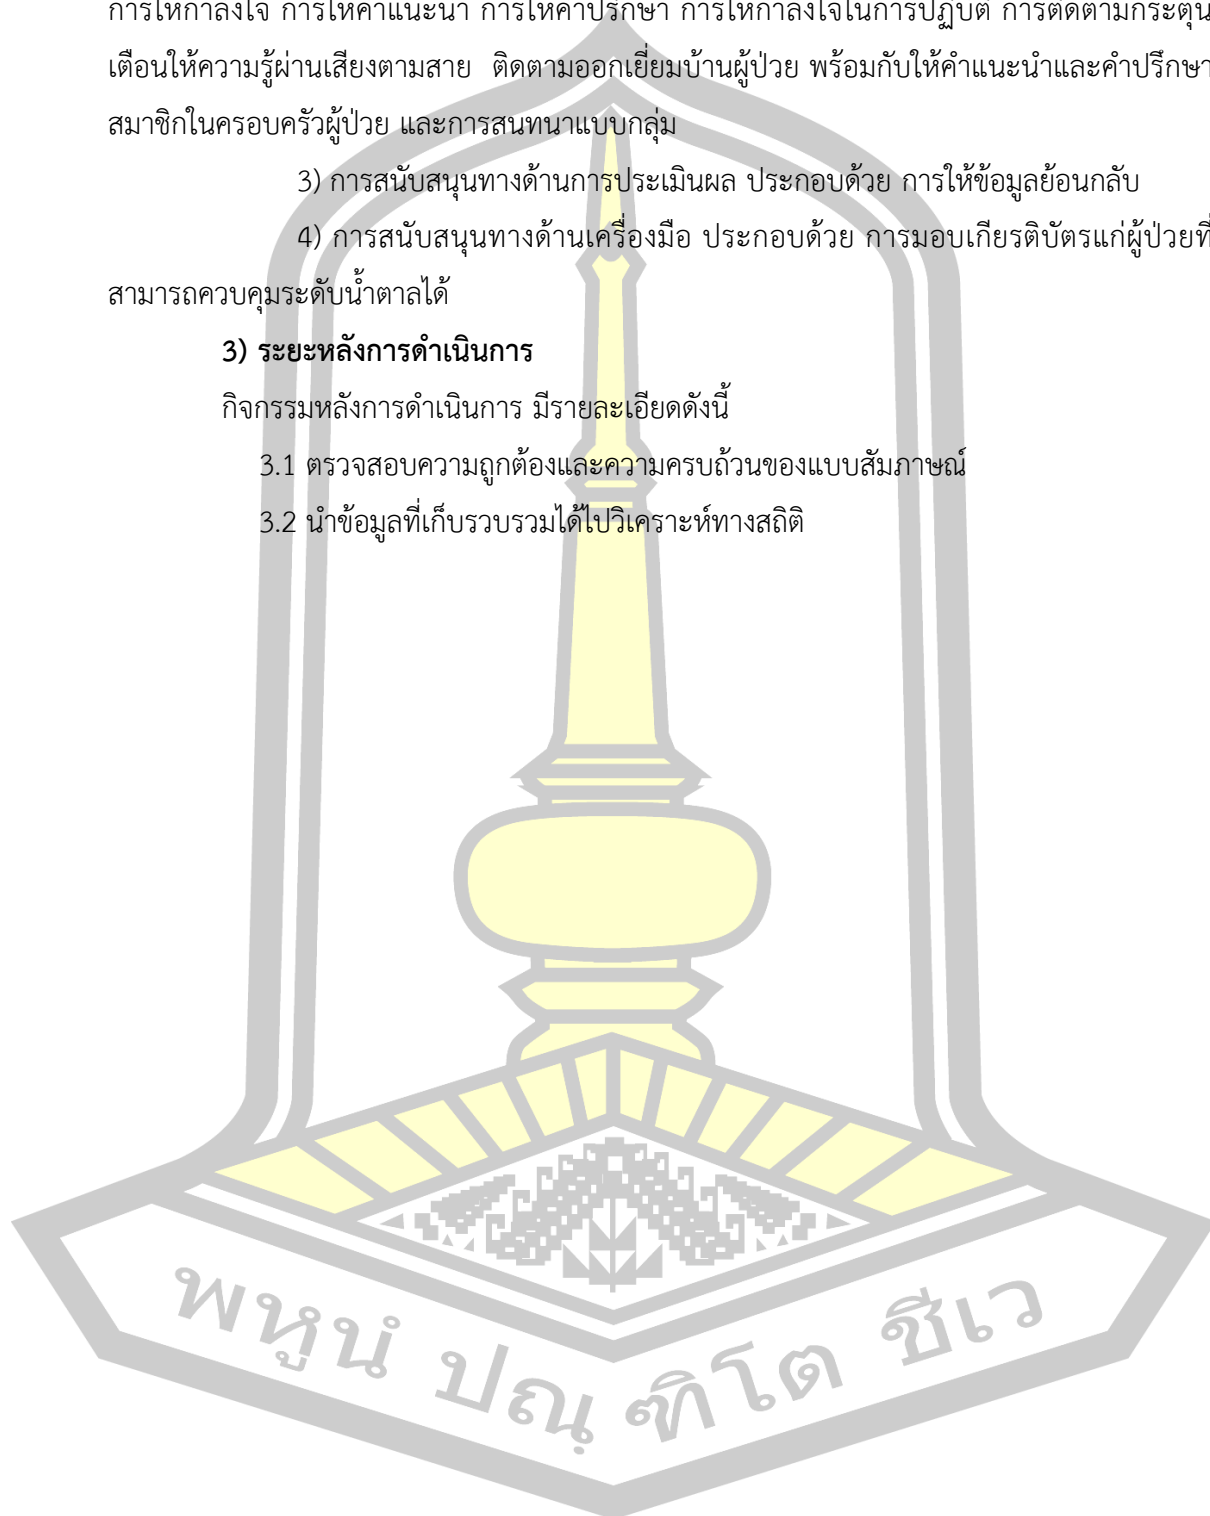 การให้กำลังใจ การให้คำแนะนำ การให้คำปรึกษา การให้กำลังใจในการปฏิบัติ การติดตามกระตุ้น
เตือนให้ความรู้ผ่านเสียงตามสาย ติดตามออกเยี่ยมบ้านผู้ป่วย พร้อมกับให้คำแนะนำและคำปรึกษา
สมาชิกในครอบครัวผู้ป่วย และการสนทนาแบบกลุ่ม
3) การสนับสนุนทางด้านการประเมินผล ประกอบด้วย การให้ข้อมูลย้อนกลับ
4) การสนับสนุนทางด้านเครื่องมือ ประกอบด้วย การมอบเกียรติบัตรแก่ผู้ป่วยที่
สามารถควบคุมระดับน้ำตาลได้
3) ระยะหลังการดำเนินการ
กิจกรรมหลังการดำเนินการ มีรายละเอียดดังนี้
3.1 ตรวจสอบความถูกต้องและความครบถ้วนของแบบสัมภาษณ์
3.2 นำข้อมูลที่เก็บรวบรวมได้ไปวิเคราะห์ทางสถิติ
พหูนํ ปณฺฑิโต ชีเว